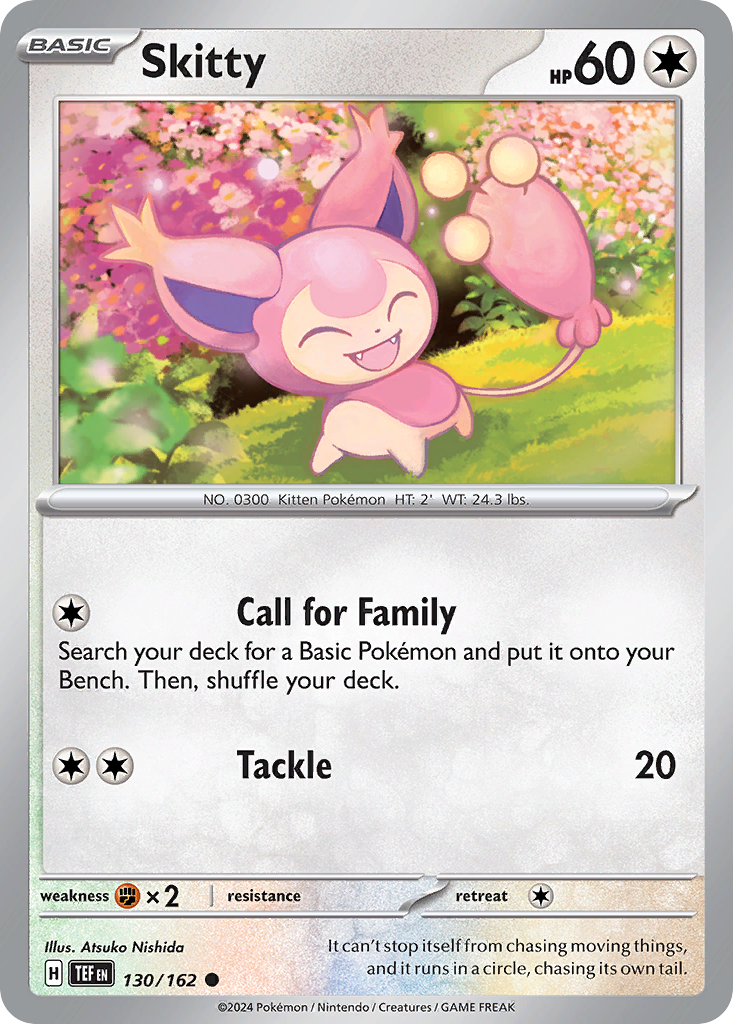 BASIC
Skitty
HP 60
NO. 0300 Kitten Pokémon HT: 2' WT: 24.3 lbs.
Call for Family
Search your deck for a Basic Pokémon and put it onto your
Bench. Then, shuffle your deck.
Tackle 20
weakness ×2 resistance retreat
Illus. Atsuko Nishida
It can't stop itself from chasing moving things,
and it runs in a circle, chasing its own tail.
H TEF EN 130/162
©2024 Pokémon / Nintendo / Creatures / GAME FREAK